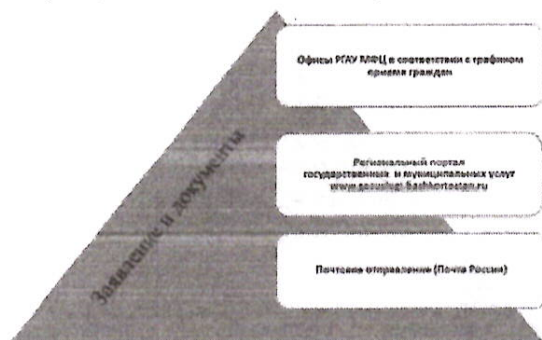 Заявление и документы
Офисы РГАУ МФЦ в соответствии с графиком
приема граждан
Региональный портал
государственных и муниципальных услуг
www.gosuslugi.bashkortostan.ru
Почтовое отправление (Почта России)